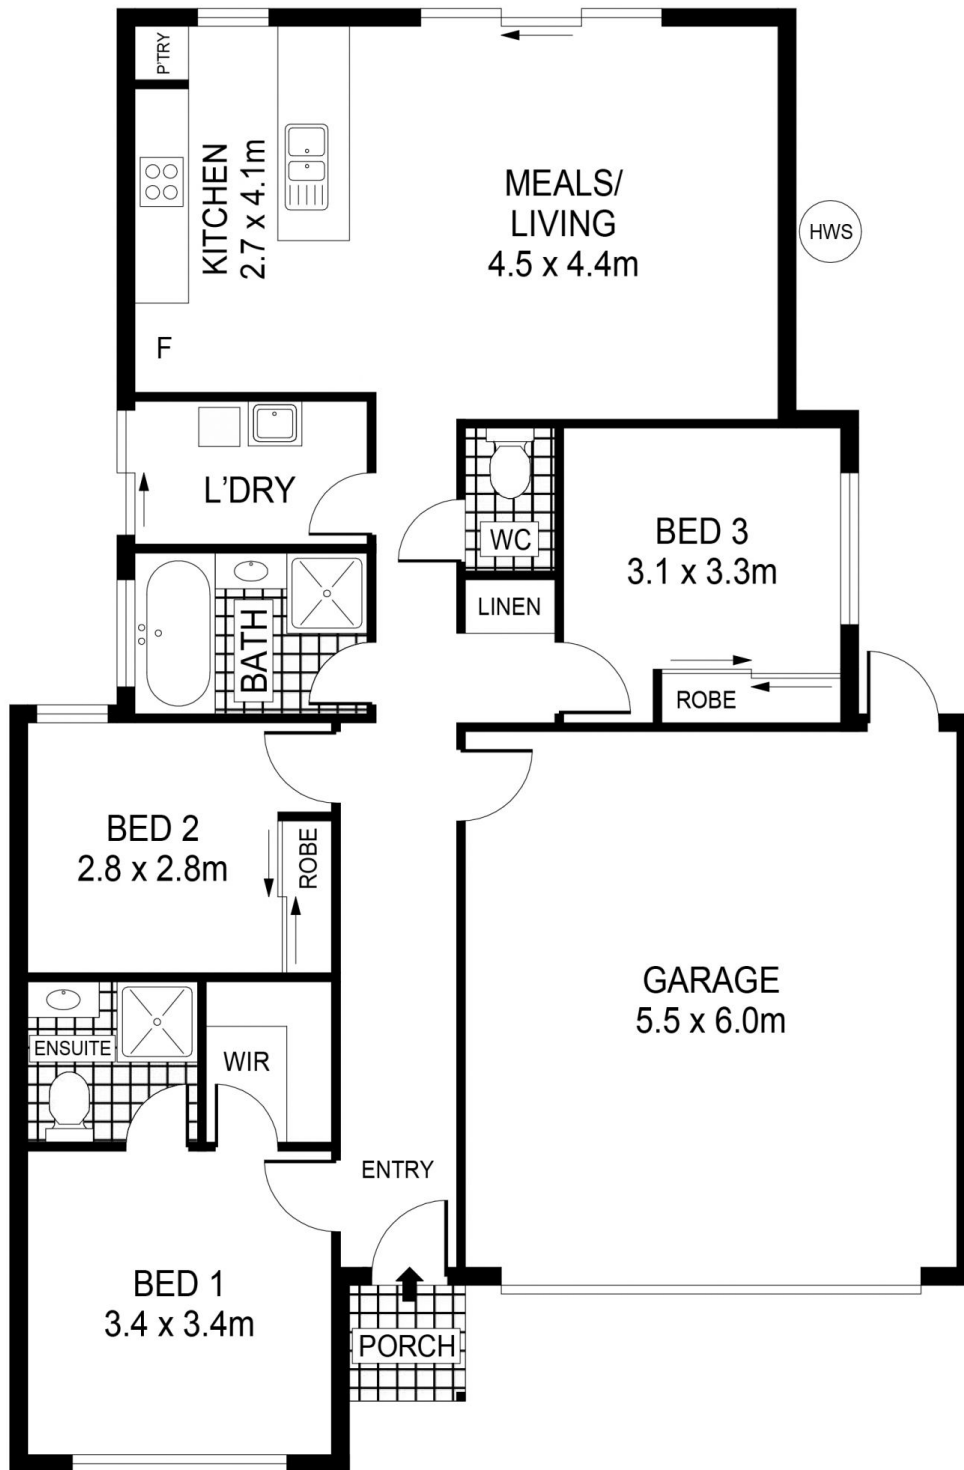 P'TRY
KITCHEN
2.7 x 4.1m
MEALS/
LIVING
4.5 x 4.4m
HWS
F
L'DRY
WC
BED 3
3.1 x 3.3m
LINEN
BATH
ROBE
BED 2
2.8 x 2.8m
ROBE
GARAGE
5.5 x 6.0m
ENSUITE
WIR
ENTRY
BED 1
3.4 x 3.4m
PORCH